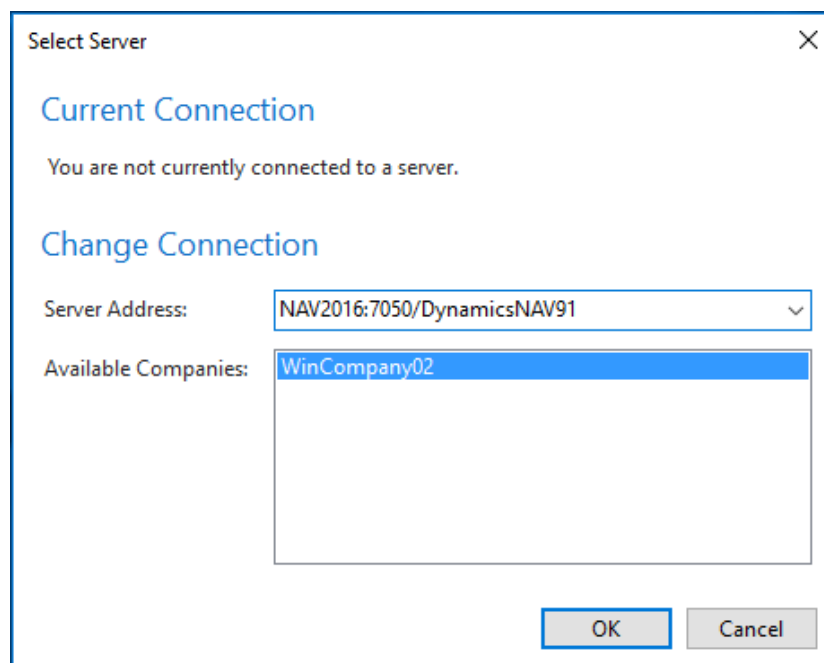 Select Server
Current Connection
You are not currently connected to a server.
Change Connection
Server Address: NAV2016:7050/DynamicsNAV91
Available Companies: WinCompany02
OK Cancel